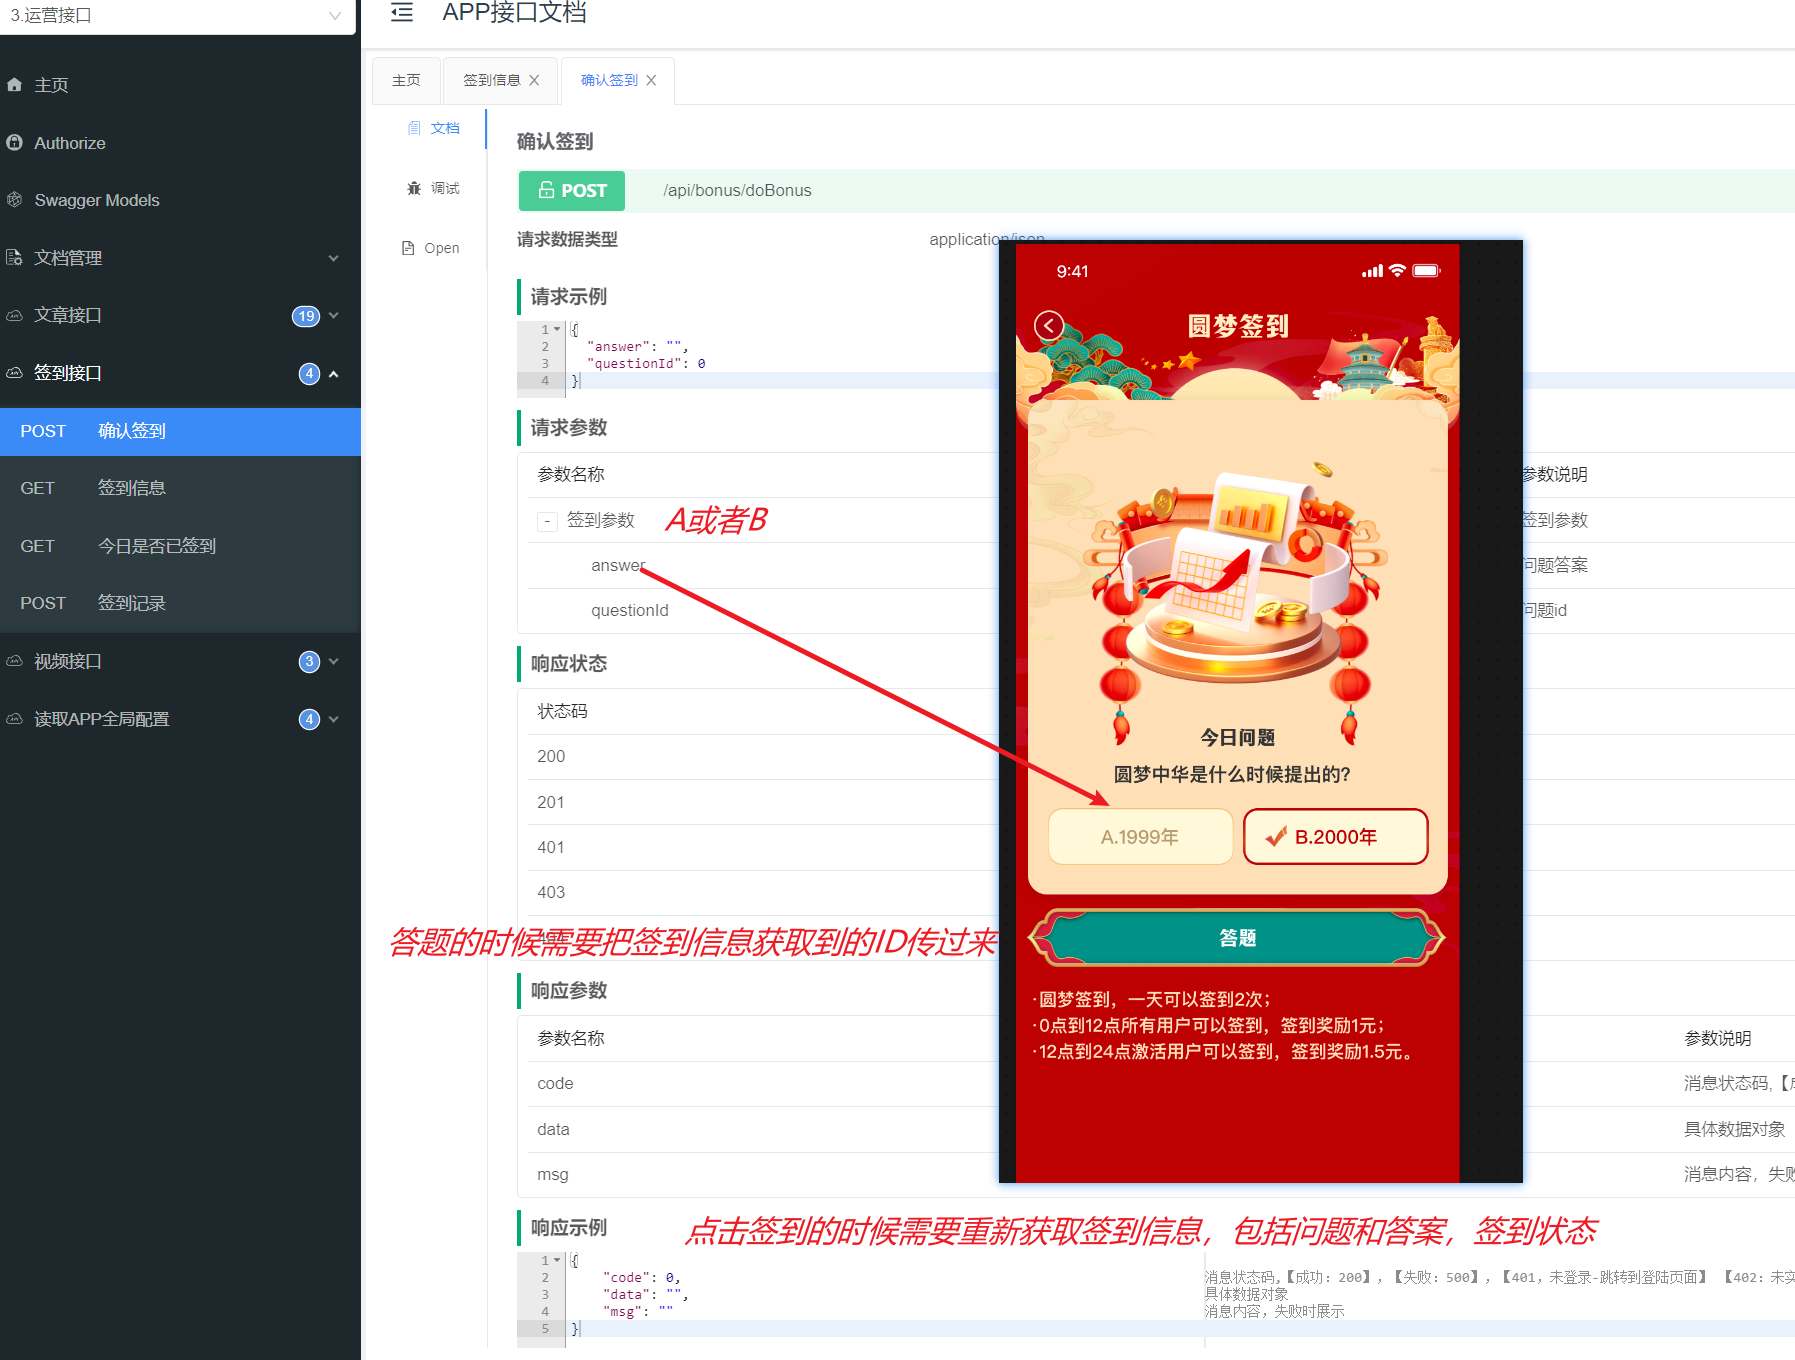 3.运营接口
APP接口文档
主页
Authorize
Swagger Models
文档管理
文章接口 19
签到接口 4
POST 确认签到
GET 签到信息
GET 今日是否已签到
POST 签到记录
视频接口 3
读取APP全局配置 4
主页 签到信息 确认签到
文档
调试
Open
确认签到
POST /api/bonus/doBonus
请求数据类型 application/json
请求示例
1 {
2 "answer": "",
3 "questionId": 0
4 }
请求参数
参数名称 参数说明
- 签到参数 A或者B 签到参数
answer 问题答案
questionId 问题id
响应状态
状态码
200
201
401
403
答题的时候需要把签到信息获取到的ID传过来
响应参数
参数名称 参数说明
code 消息状态码,【
data 具体数据对象
msg 消息内容，失败
响应示例 点击签到的时候需要重新获取签到信息，包括问题和答案，签到状态
1 {
2 "code": 0, 消息状态码,【成功: 200】,【失败: 500】,【401，未登录-跳转到登陆页面】 【402: 未实
3 "data": "", 具体数据对象
4 "msg": "" 消息内容，失败时展示
5 }
9:41
圆梦签到
今日问题
圆梦中华是什么时候提出的?
A.1999年 B.2000年
答题
·圆梦签到，一天可以签到2次；
·0点到12点所有用户可以签到，签到奖励1元；
·12点到24点激活用户可以签到，签到奖励1.5元。